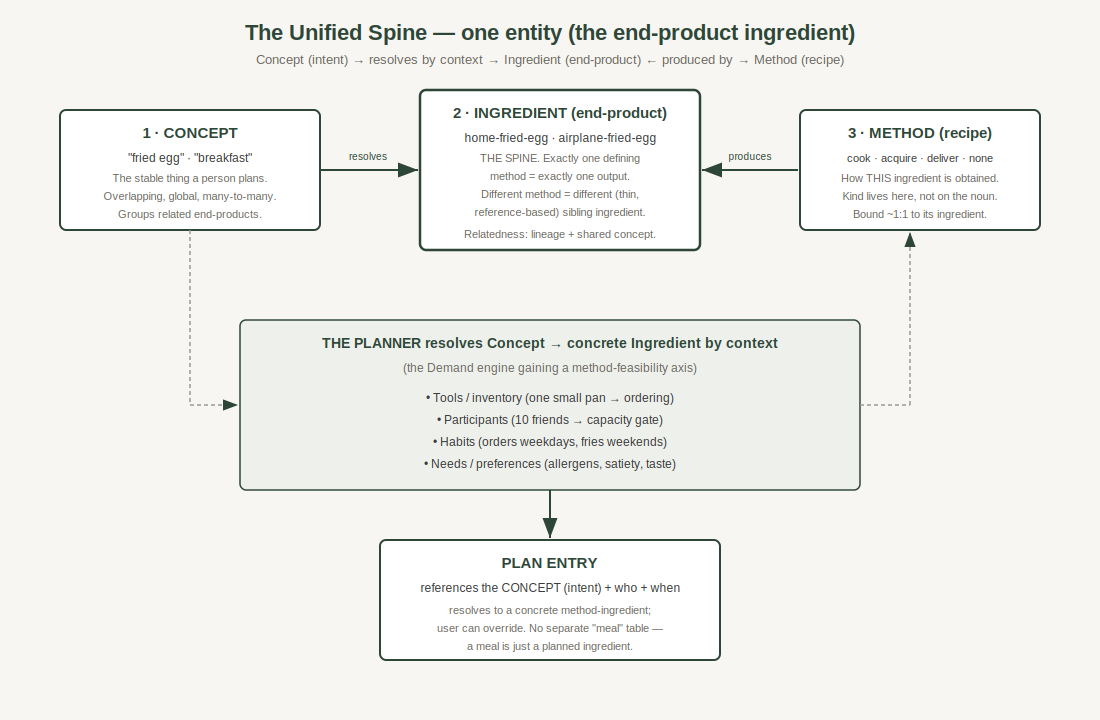 The Unified Spine — one entity (the end-product ingredient)
Concept (intent) → resolves by context → Ingredient (end-product) ← produced by → Method (recipe)
1 · CONCEPT
"fried egg" · "breakfast"
The stable thing a person plans.
Overlapping, global, many-to-many.
Groups related end-products.
resolves
2 · INGREDIENT (end-product)
home-fried-egg · airplane-fried-egg
THE SPINE. Exactly one defining
method = exactly one output.
Different method = different (thin,
reference-based) sibling ingredient.
Relatedness: lineage + shared concept.
produces
3 · METHOD (recipe)
cook · acquire · deliver · none
How THIS ingredient is obtained.
Kind lives here, not on the noun.
Bound ~1:1 to its ingredient.
THE PLANNER resolves Concept → concrete Ingredient by context
(the Demand engine gaining a method-feasibility axis)
• Tools / inventory (one small pan → ordering)
• Participants (10 friends → capacity gate)
• Habits (orders weekdays, fries weekends)
• Needs / preferences (allergens, satiety, taste)
PLAN ENTRY
references the CONCEPT (intent) + who + when
resolves to a concrete method-ingredient;
user can override. No separate "meal" table —
a meal is just a planned ingredient.